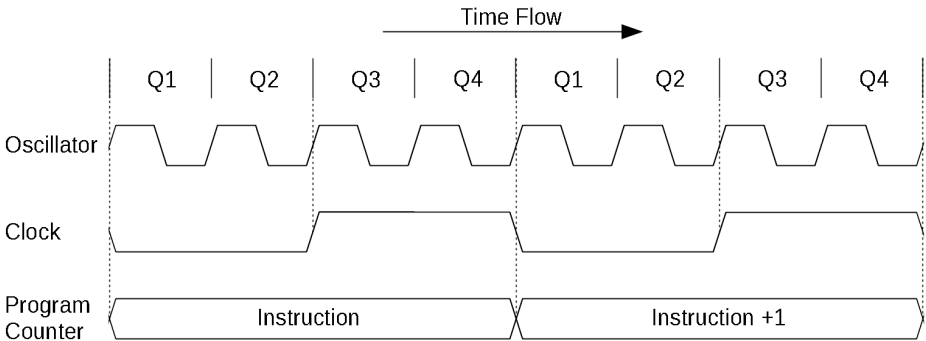 Time Flow
Q1 Q2 Q3 Q4 Q1 Q2 Q3 Q4
Oscillator
Clock
Program
Counter
Instruction
Instruction +1